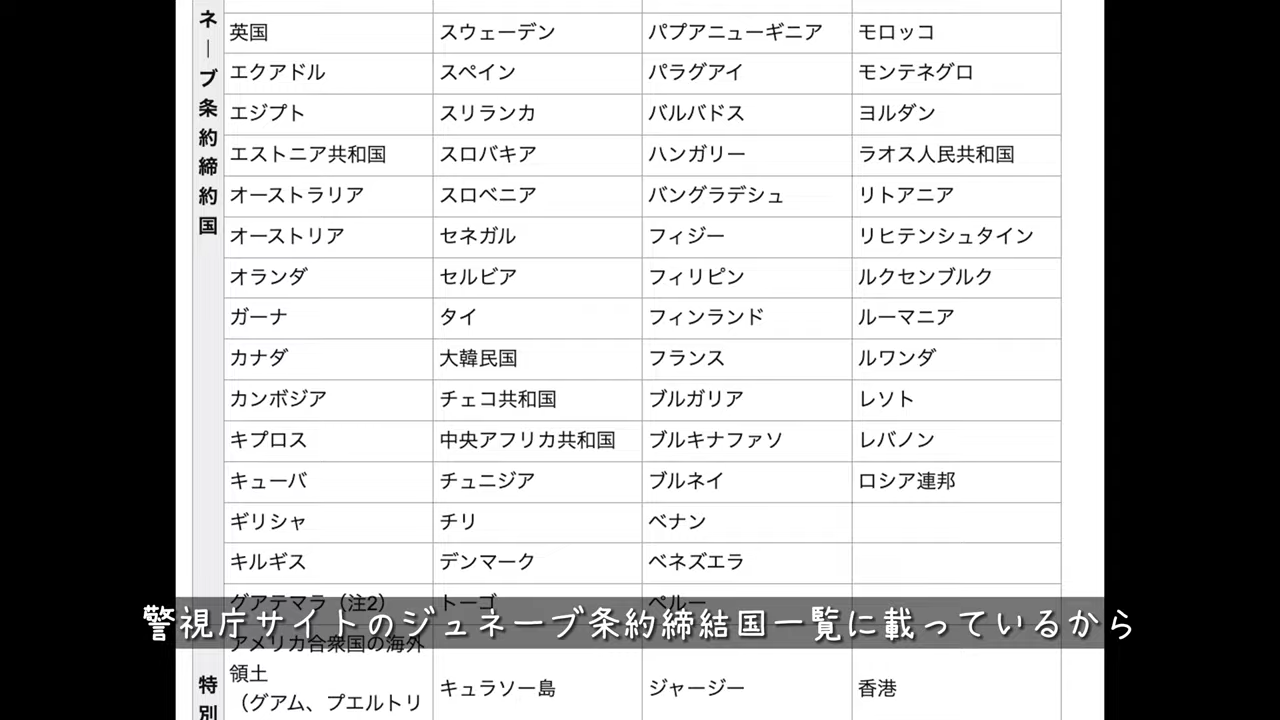 ネーブ条約締約国
英国 スウェーデン パプアニューギニア モロッコ
エクアドル スペイン パラグアイ モンテネグロ
エジプト スリランカ バルバドス ヨルダン
エストニア共和国 スロバキア ハンガリー ラオス人民共和国
オーストラリア スロベニア バングラデシュ リトアニア
オーストリア セネガル フィジー リヒテンシュタイン
オランダ セルビア フィリピン ルクセンブルク
ガーナ タイ フィンランド ルーマニア
カナダ 大韓民国 フランス ルワンダ
カンボジア チェコ共和国 ブルガリア レソト
キプロス 中央アフリカ共和国 ブルキナファソ レバノン
キューバ チュニジア ブルネイ ロシア連邦
ギリシャ チリ ベナン
キルギス デンマーク ベネズエラ
グアテマラ（注2） トーゴ ペルー
警視庁サイトのジュネーブ条約締結国一覧に載っているから
特別
アメリカ合衆国の海外
領土
（グアム、プエルトリ
キュラソー島 ジャージー 香港